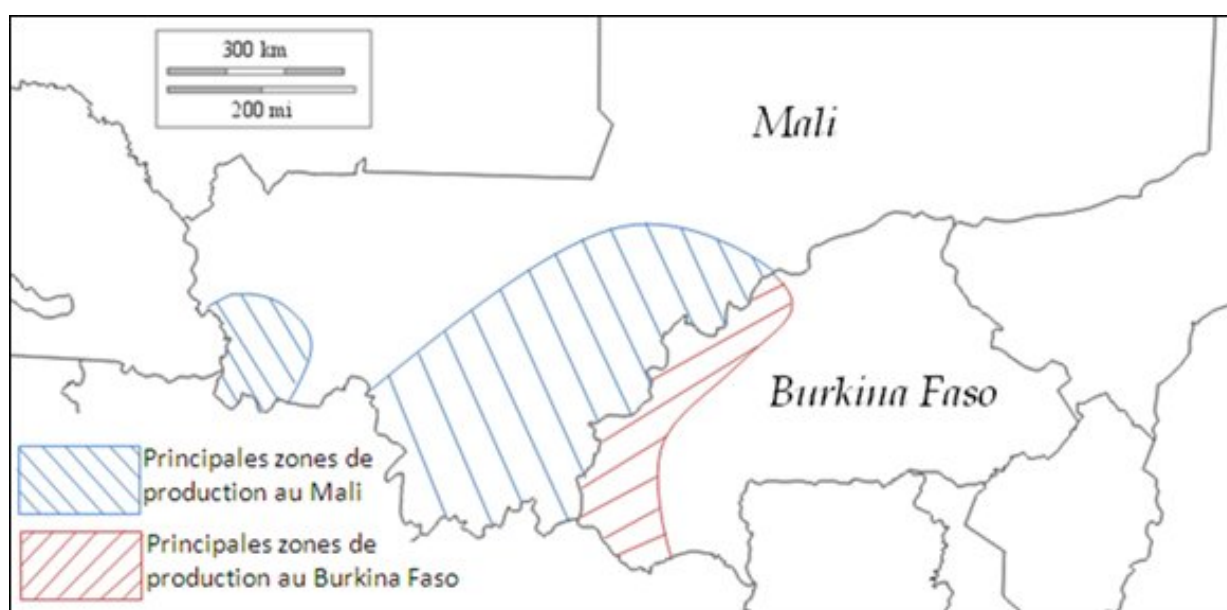 300 km
200 mi
Mali
Burkina Faso
Principales zones de
production au Mali
Principales zones de
production au Burkina Faso